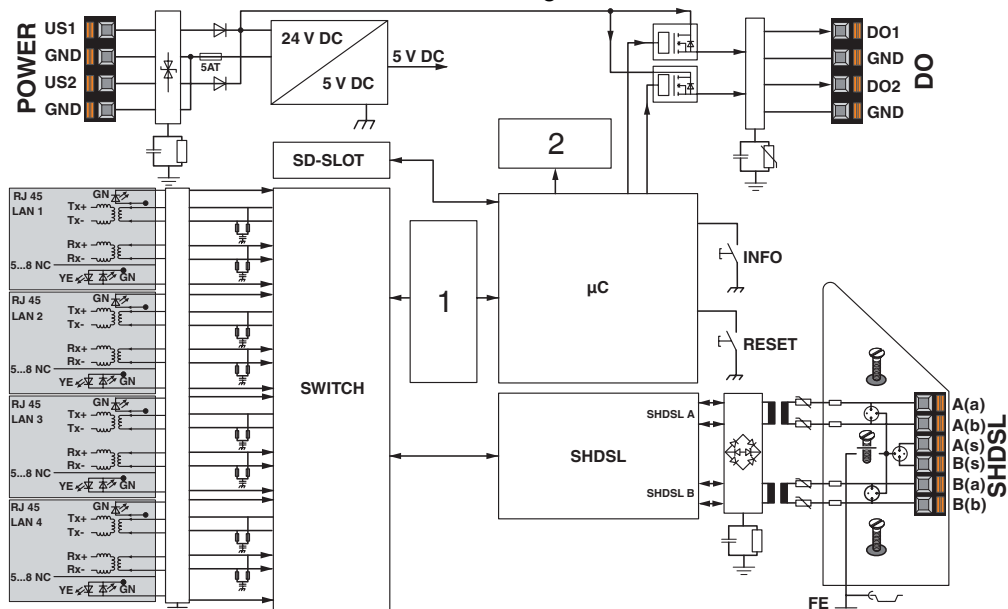 POWER
US1
GND
US2
GND
5AT
24 V DC
5 V DC
5 V DC
DO1
GND
DO2
GND
DO
SD-SLOT
2
RJ 45
LAN 1
GN
Tx+
Tx-
Rx+
Rx-
5...8 NC
YE
GN
RJ 45
LAN 2
GN
Tx+
Tx-
Rx+
Rx-
5...8 NC
YE
GN
RJ 45
LAN 3
GN
Tx+
Tx-
Rx+
Rx-
5...8 NC
YE
GN
RJ 45
LAN 4
GN
Tx+
Tx-
Rx+
Rx-
5...8 NC
YE
GN
SWITCH
1
µC
INFO
RESET
SHDSL
SHDSL A
SHDSL B
A(a)
A(b)
A(s)
B(s)
B(a)
B(b)
SHDSL
FE